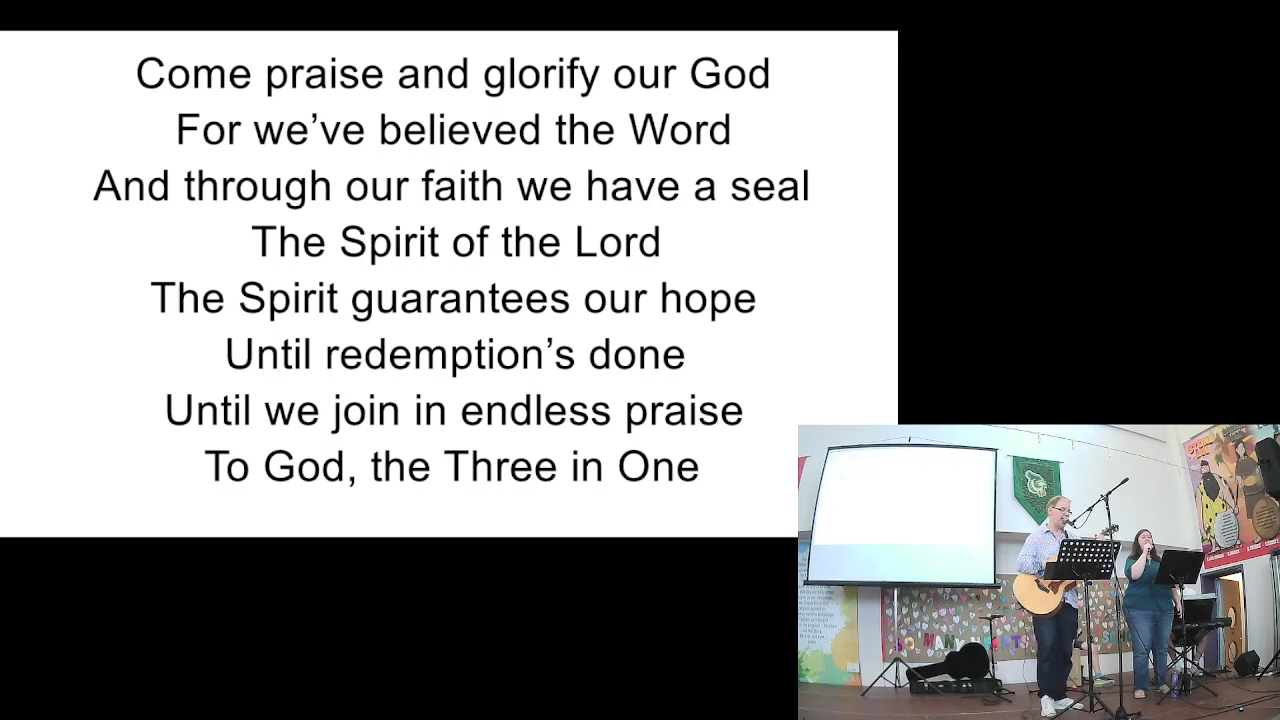 Come praise and glorify our God
For we’ve believed the Word
And through our faith we have a seal
The Spirit of the Lord
The Spirit guarantees our hope
Until redemption’s done
Until we join in endless praise
To God, the Three in One